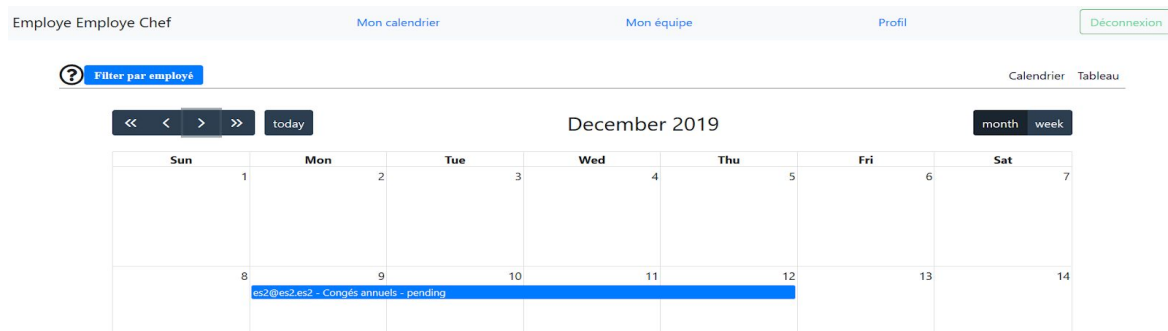 Employe Employe Chef Mon calendrier Mon équipe Profil Déconnexion
? Filter par employé Calendrier Tableau
« < > » today December 2019 month week
Sun Mon Tue Wed Thu Fri Sat
1 2 3 4 5 6 7
8 9 10 11 12 13 14
es2@es2.es2 - Congés annuels - pending